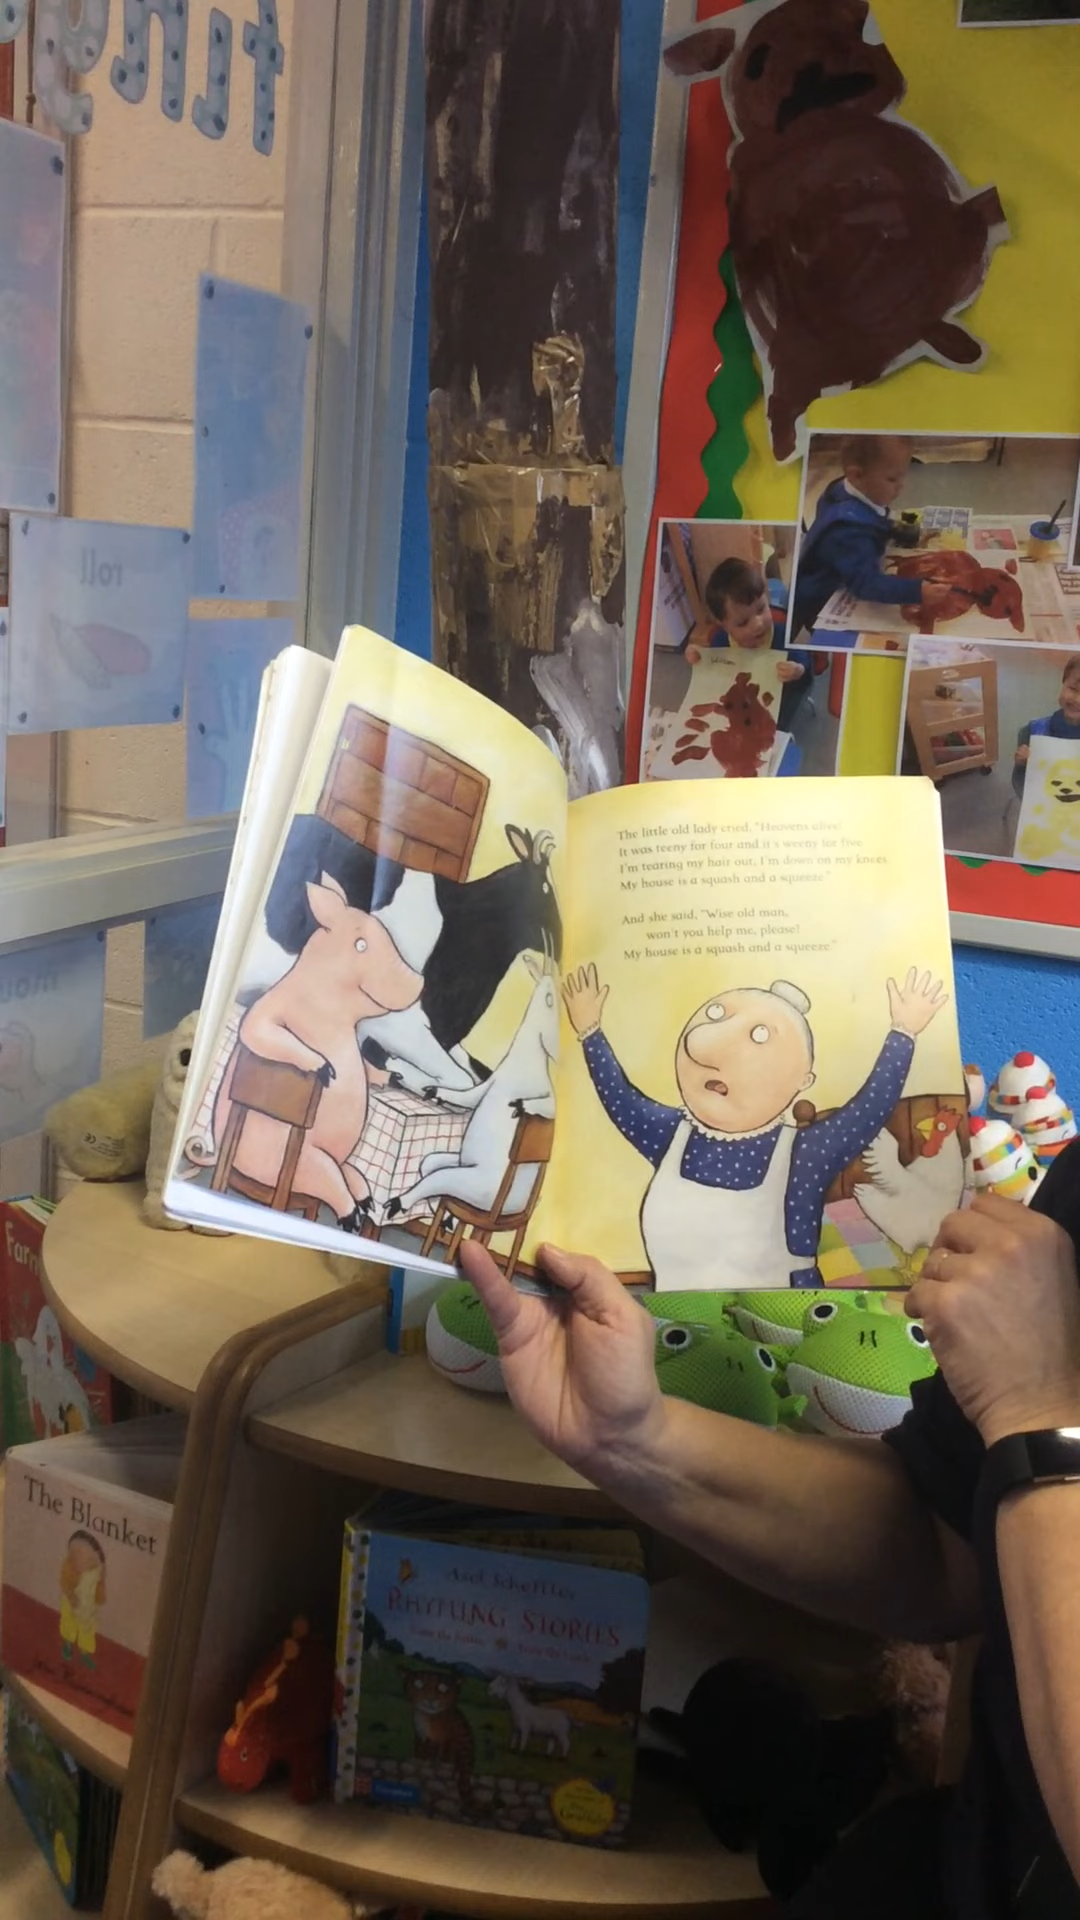 roll
The little old lady cried, "Heavens alive!
It was teeny for four and it's weeny for five.
I'm tearing my hair out, I'm down on my knees.
My house is a squash and a squeeze."
And she said, "Wise old man,
won't you help me, please?
My house is a squash and a squeeze."
Farm
The Blanket
Axel Scheffler
RHYMING STORIES